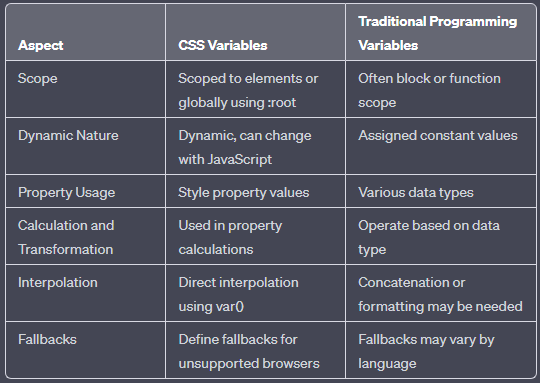 Aspect
CSS Variables
Traditional Programming
Variables
Scope
Scoped to elements or
globally using :root
Often block or function
scope
Dynamic Nature
Dynamic, can change
with JavaScript
Assigned constant values
Property Usage
Style property values
Various data types
Calculation and
Transformation
Used in property
calculations
Operate based on data
type
Interpolation
Direct interpolation
using var()
Concatenation or
formatting may be needed
Fallbacks
Define fallbacks for
unsupported browsers
Fallbacks may vary by
language